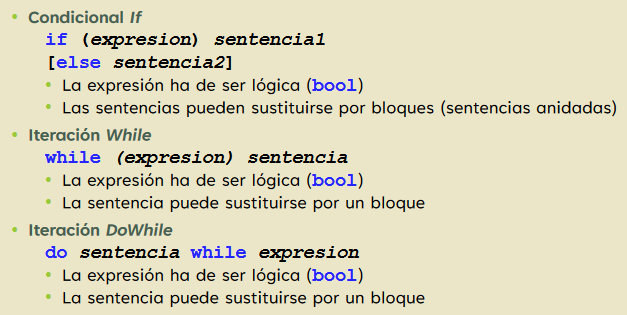 • Condicional If
if (expresion) sentencia1
[else sentencia2]
• La expresión ha de ser lógica (bool)
• Las sentencias pueden sustituirse por bloques (sentencias anidadas)
• Iteración While
while (expresion) sentencia
• La expresión ha de ser lógica (bool)
• La sentencia puede sustituirse por un bloque
• Iteración DoWhile
do sentencia while expresion
• La expresión ha de ser lógica (bool)
• La sentencia puede sustituirse por un bloque